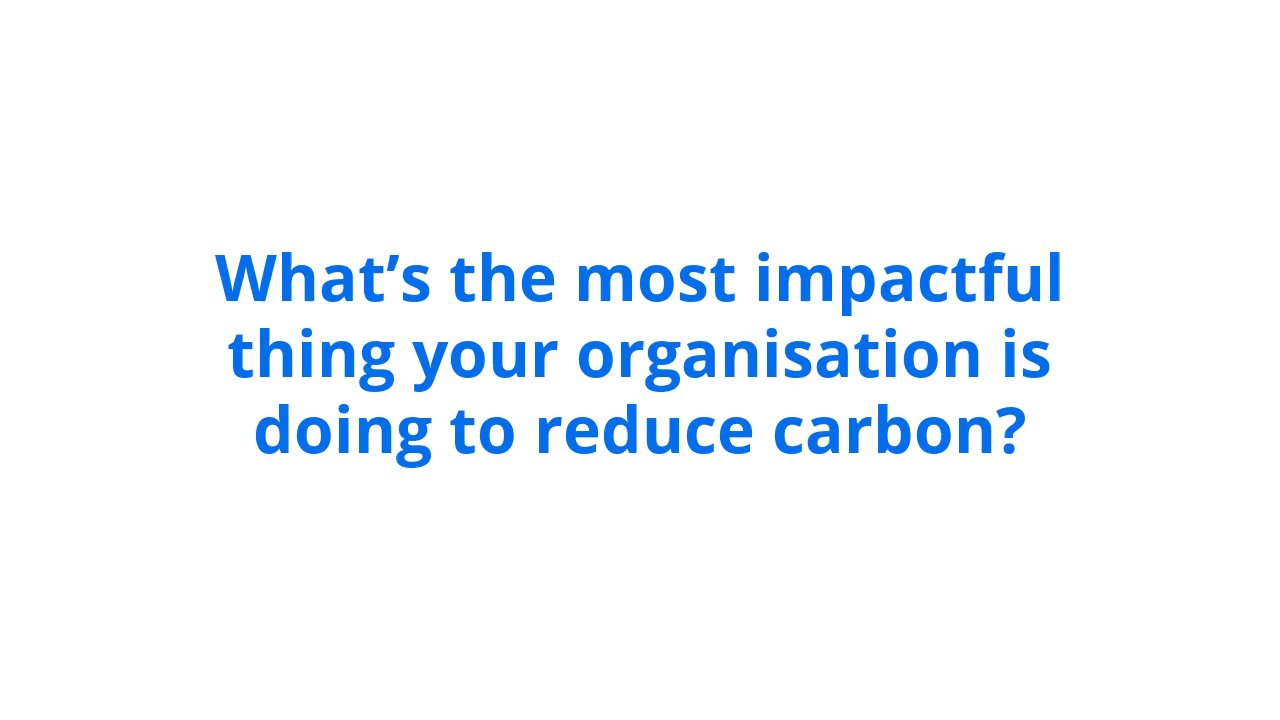 What’s the most impactful
thing your organisation is
doing to reduce carbon?